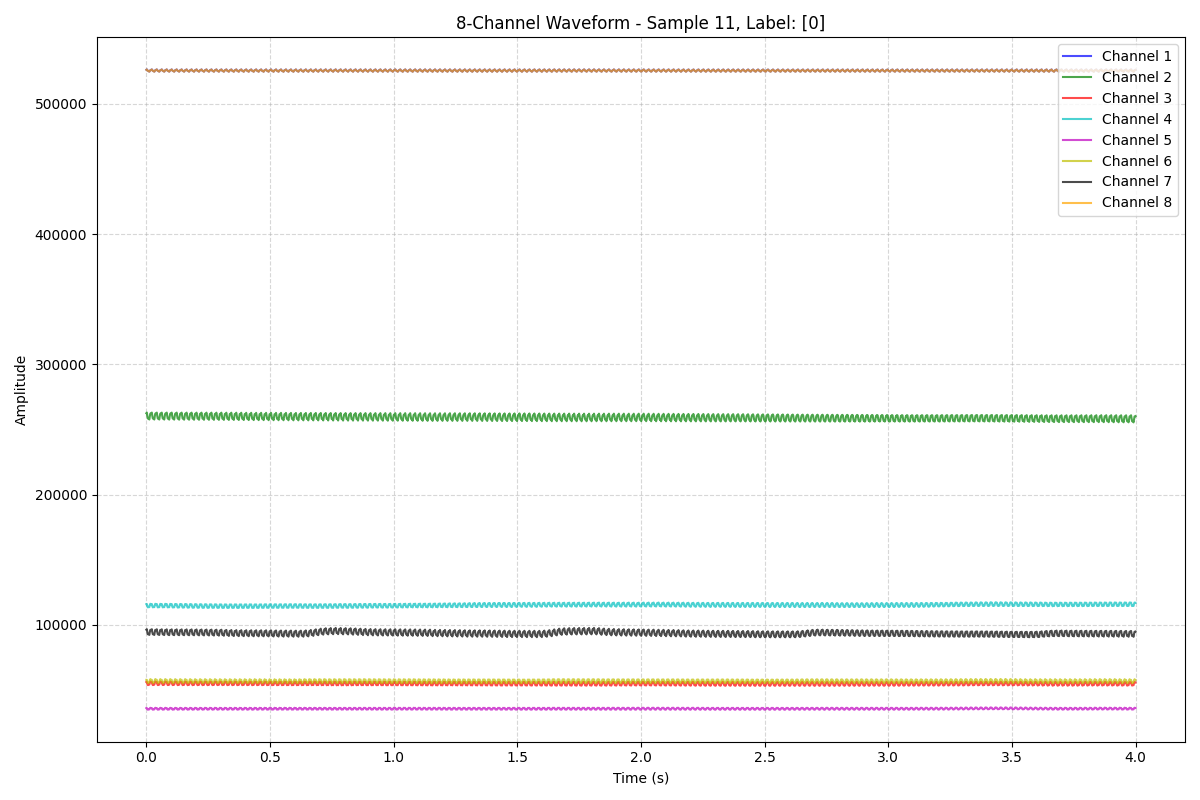 8-Channel Waveform - Sample 11, Label: [0]
Channel 1
Channel 2
Channel 3
Channel 4
Channel 5
Channel 6
Channel 7
Channel 8
500000
400000
300000
200000
100000
Amplitude
0.0 0.5 1.0 1.5 2.0 2.5 3.0 3.5 4.0
Time (s)